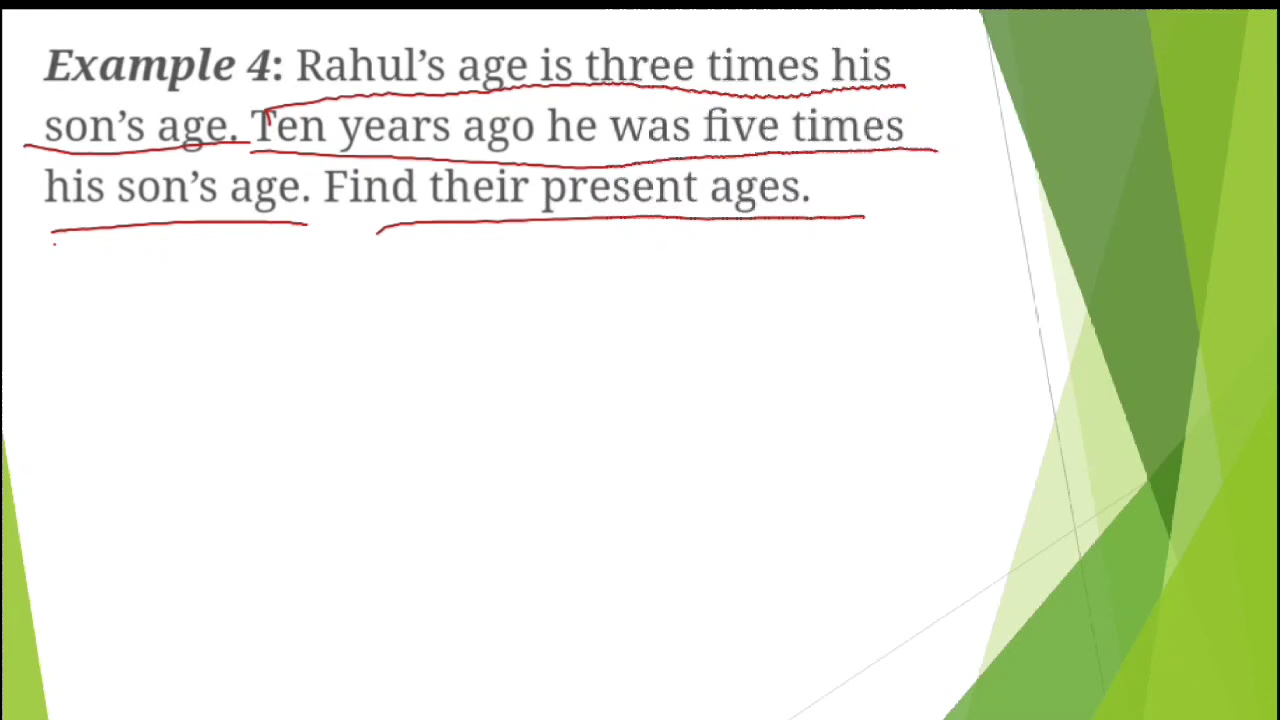 Example 4: Rahul’s age is three times his
son’s age. Ten years ago he was five times
his son’s age. Find their present ages.